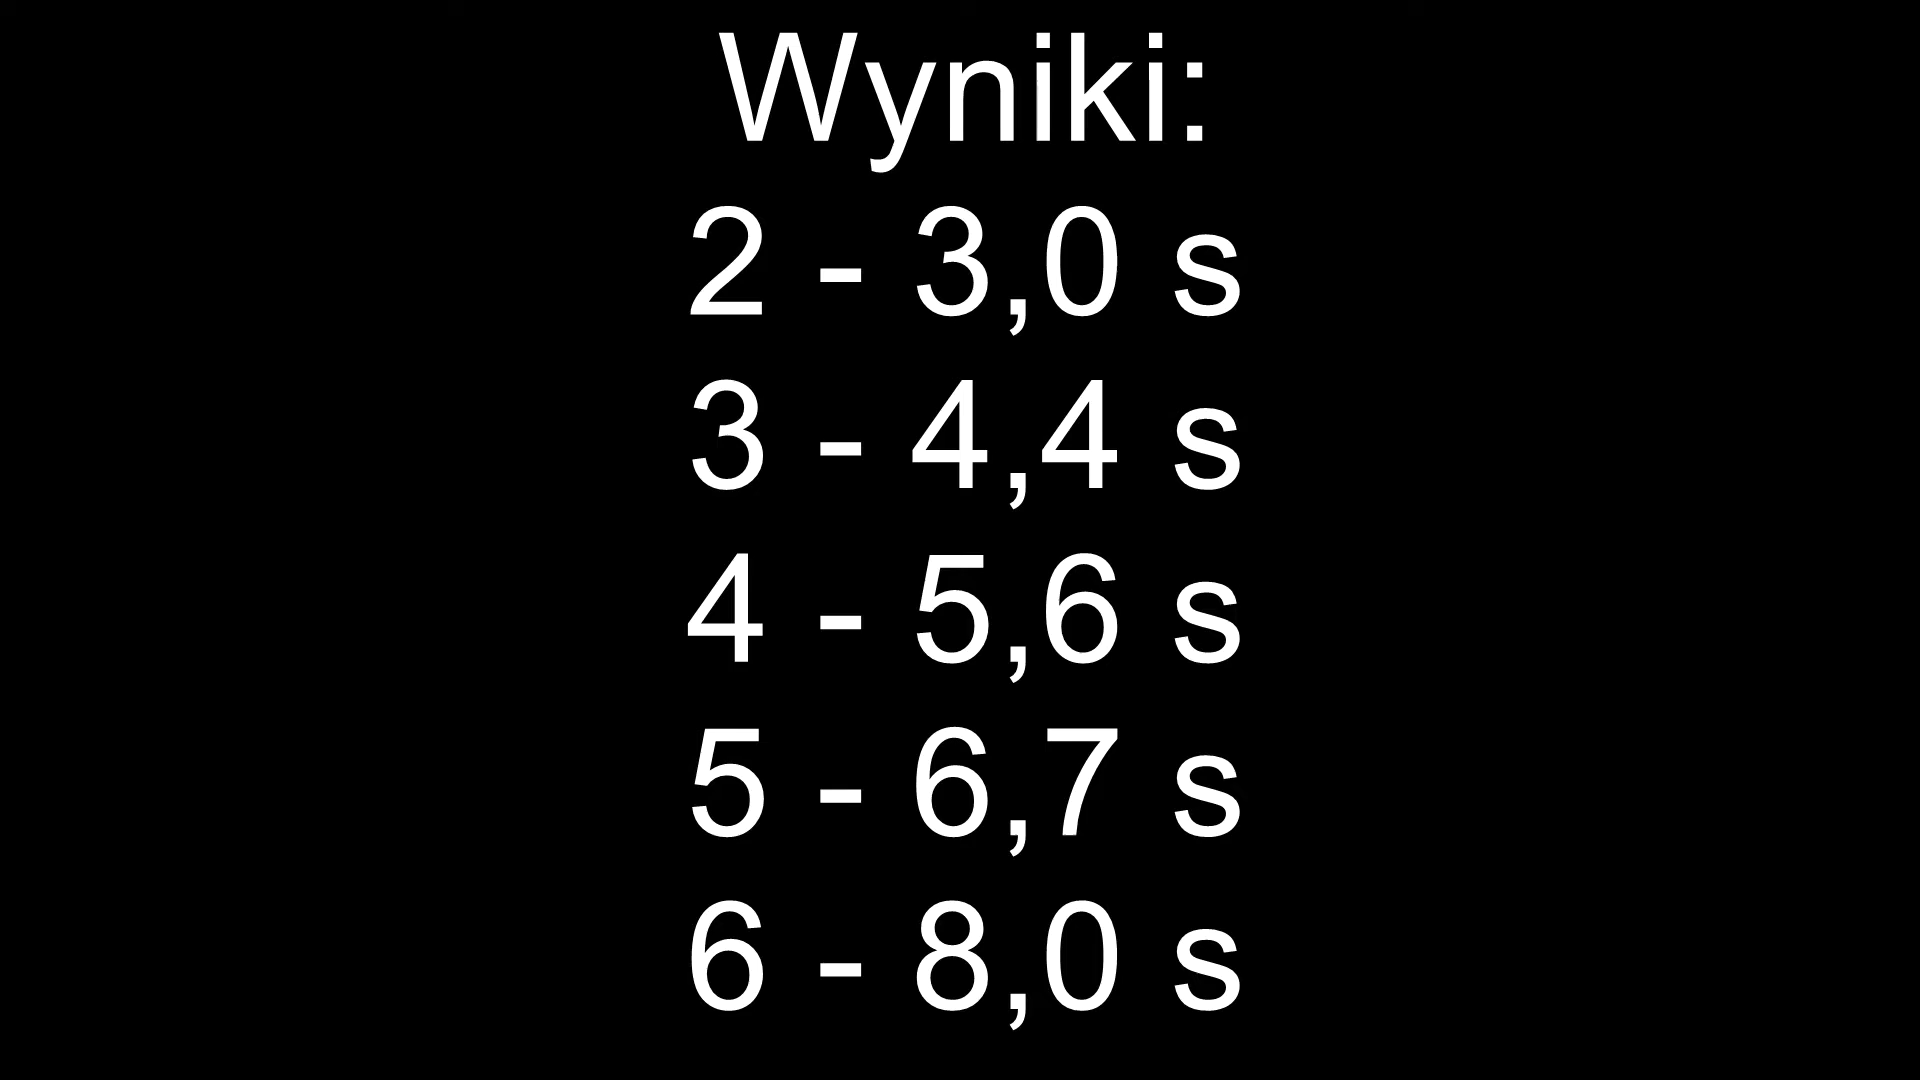 Wyniki:
2 - 3,0 s
3 - 4,4 s
4 - 5,6 s
5 - 6,7 s
6 - 8,0 s